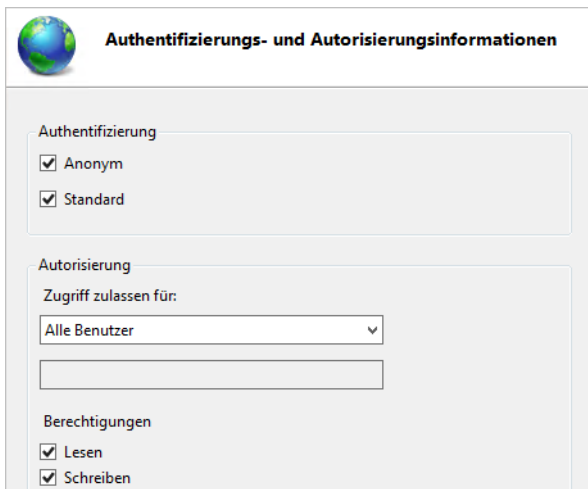 Authentifizierungs- und Autorisierungsinformationen
Authentifizierung
Anonym
Standard
Autorisierung
Zugriff zulassen für:
Alle Benutzer
Berechtigungen
Lesen
Schreiben